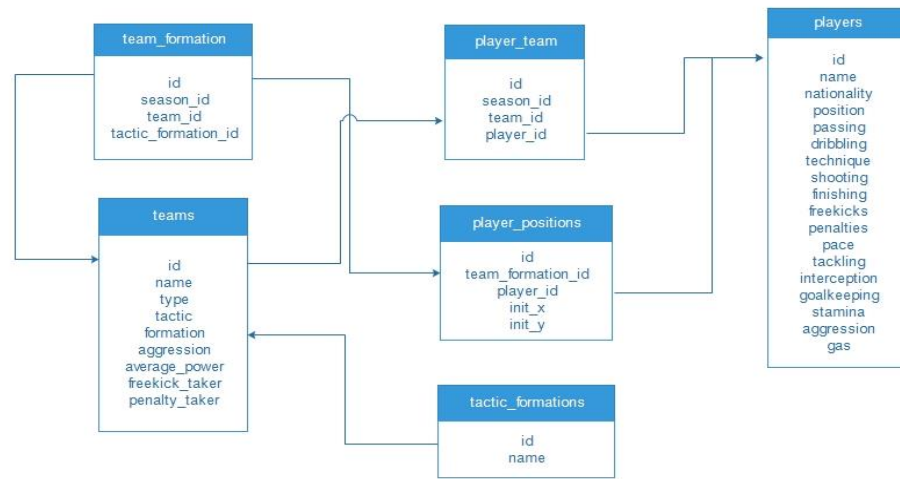 team_formation
id
season_id
team_id
tactic_formation_id
player_team
id
season_id
team_id
player_id
players
id
name
nationality
position
passing
dribbling
technique
shooting
finishing
freekicks
penalties
pace
tackling
interception
goalkeeping
stamina
aggression
gas
teams
id
name
type
tactic
formation
aggression
average_power
freekick_taker
penalty_taker
player_positions
id
team_formation_id
player_id
init_x
init_y
tactic_formations
id
name